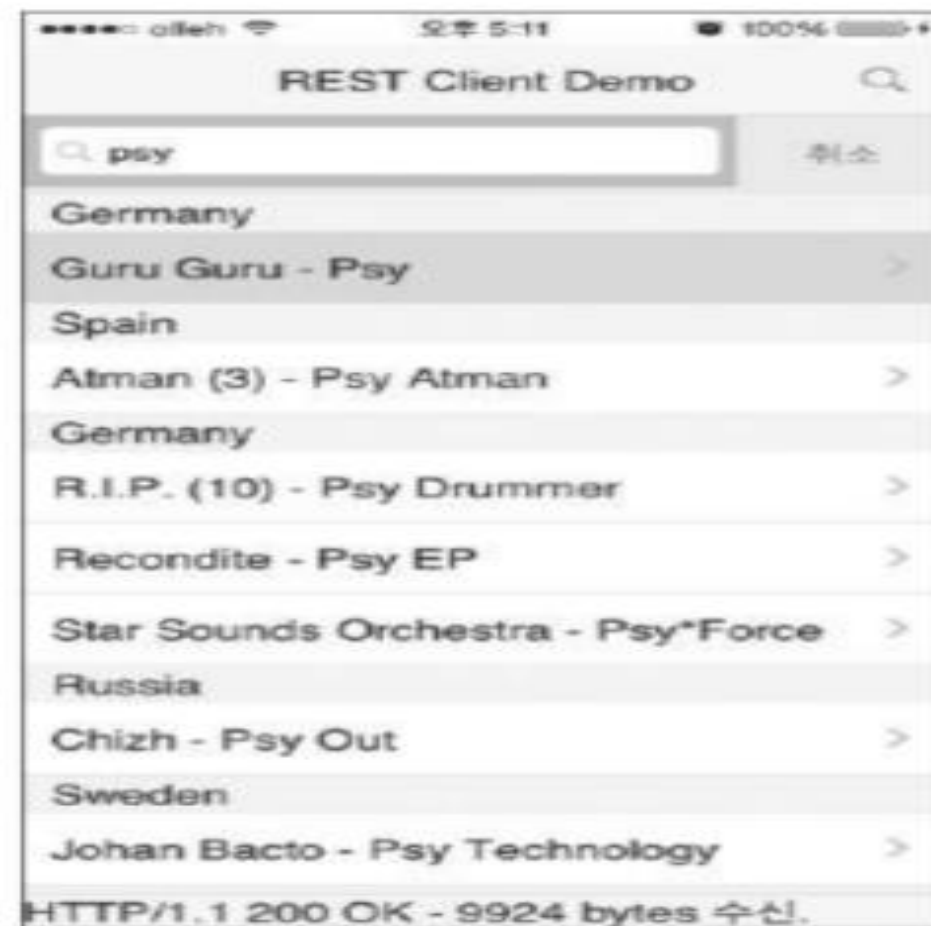 olleh 오후 5:11 100%
REST Client Demo
psy 취소
Germany
Guru Guru - Psy
Spain
Atman (3) - Psy Atman
Germany
R.I.P. (10) - Psy Drummer
Recondite - Psy EP
Star Sounds Orchestra - Psy*Force
Russia
Chizh - Psy Out
Sweden
Johan Bacto - Psy Technology
HTTP/1.1 200 OK - 9924 bytes 수신.